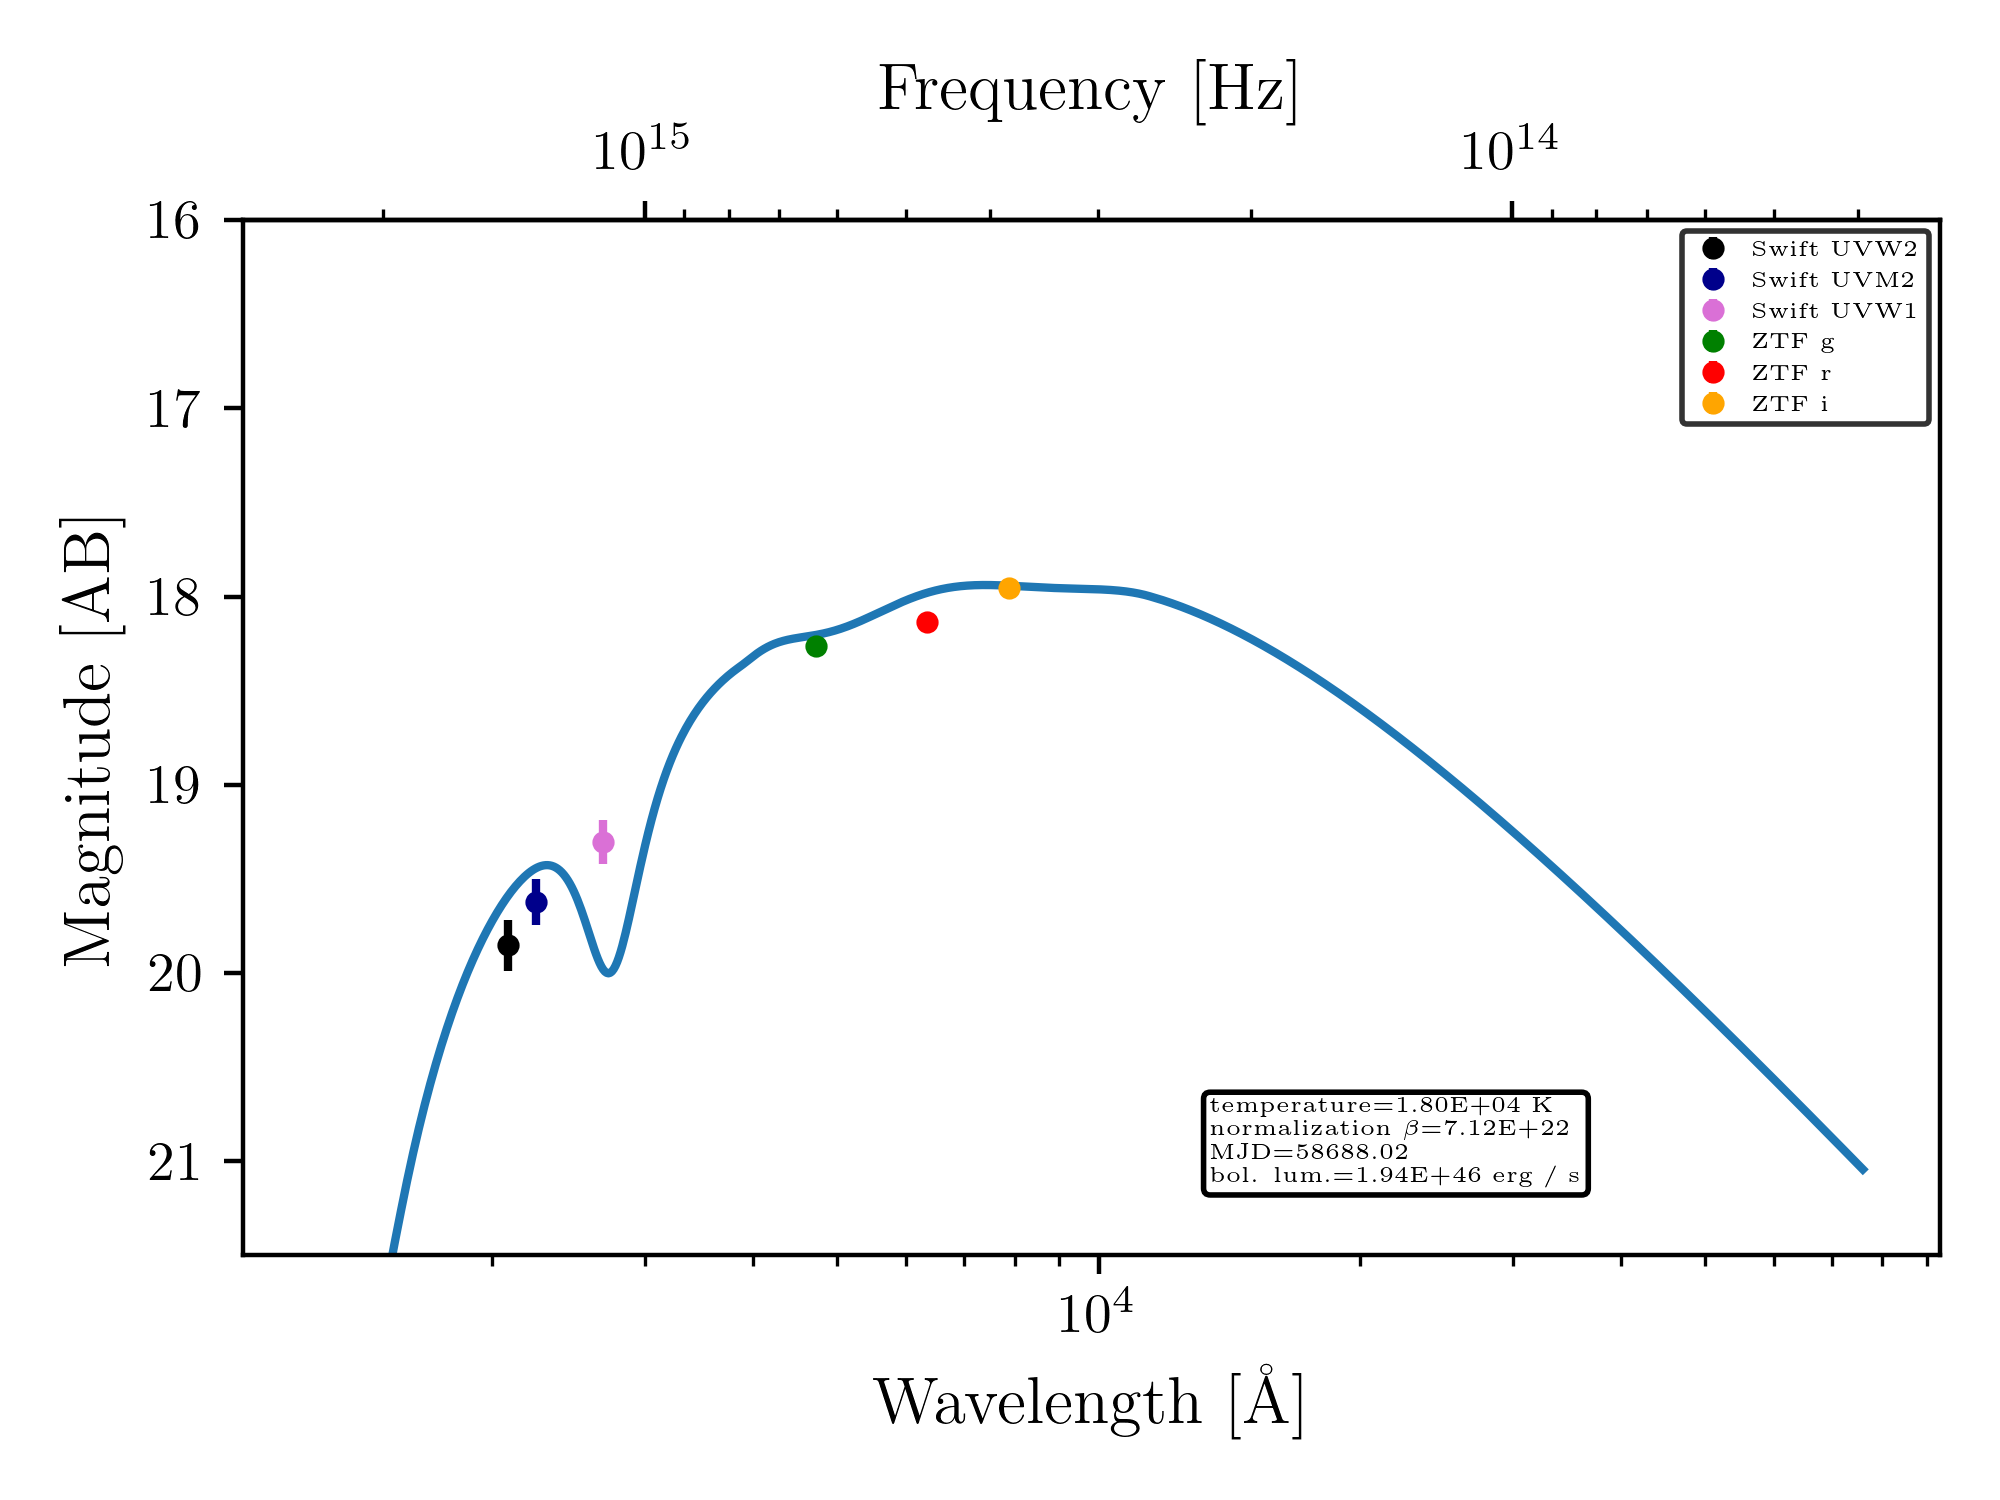 Frequency [Hz]
10^15 10^14
16
17
18
19
20
21
Magnitude [AB]
Swift UVW2
Swift UVM2
Swift UVW1
ZTF g
ZTF r
ZTF i
temperature=1.80E+04 K
normalization β=7.12E+22
MJD=58688.02
bol. lum.=1.94E+46 erg / s
10^4
Wavelength [Å]